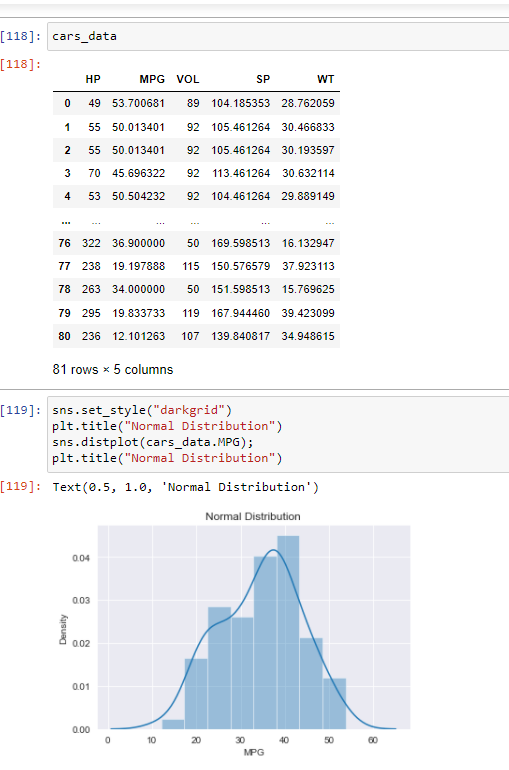 [118]: cars_data
[118]:
HP MPG VOL SP WT
0 49 53.700681 89 104.185353 28.762059
1 55 50.013401 92 105.461264 30.466833
2 55 50.013401 92 105.461264 30.193597
3 70 45.696322 92 113.461264 30.632114
4 53 50.504232 92 104.461264 29.889149
... ... ... ... ... ...
76 322 36.900000 50 169.598513 16.132947
77 238 19.197888 115 150.576579 37.923113
78 263 34.000000 50 151.598513 15.769625
79 295 19.833733 119 167.944460 39.423099
80 236 12.101263 107 139.840817 34.948615
81 rows × 5 columns
[119]: sns.set_style("darkgrid")
plt.title("Normal Distribution")
sns.distplot(cars_data.MPG);
plt.title("Normal Distribution")
[119]: Text(0.5, 1.0, 'Normal Distribution')
Normal Distribution
0.04
0.03
Density
0.02
0.01
0.00
0 10 20 30 40 50 60
MPG